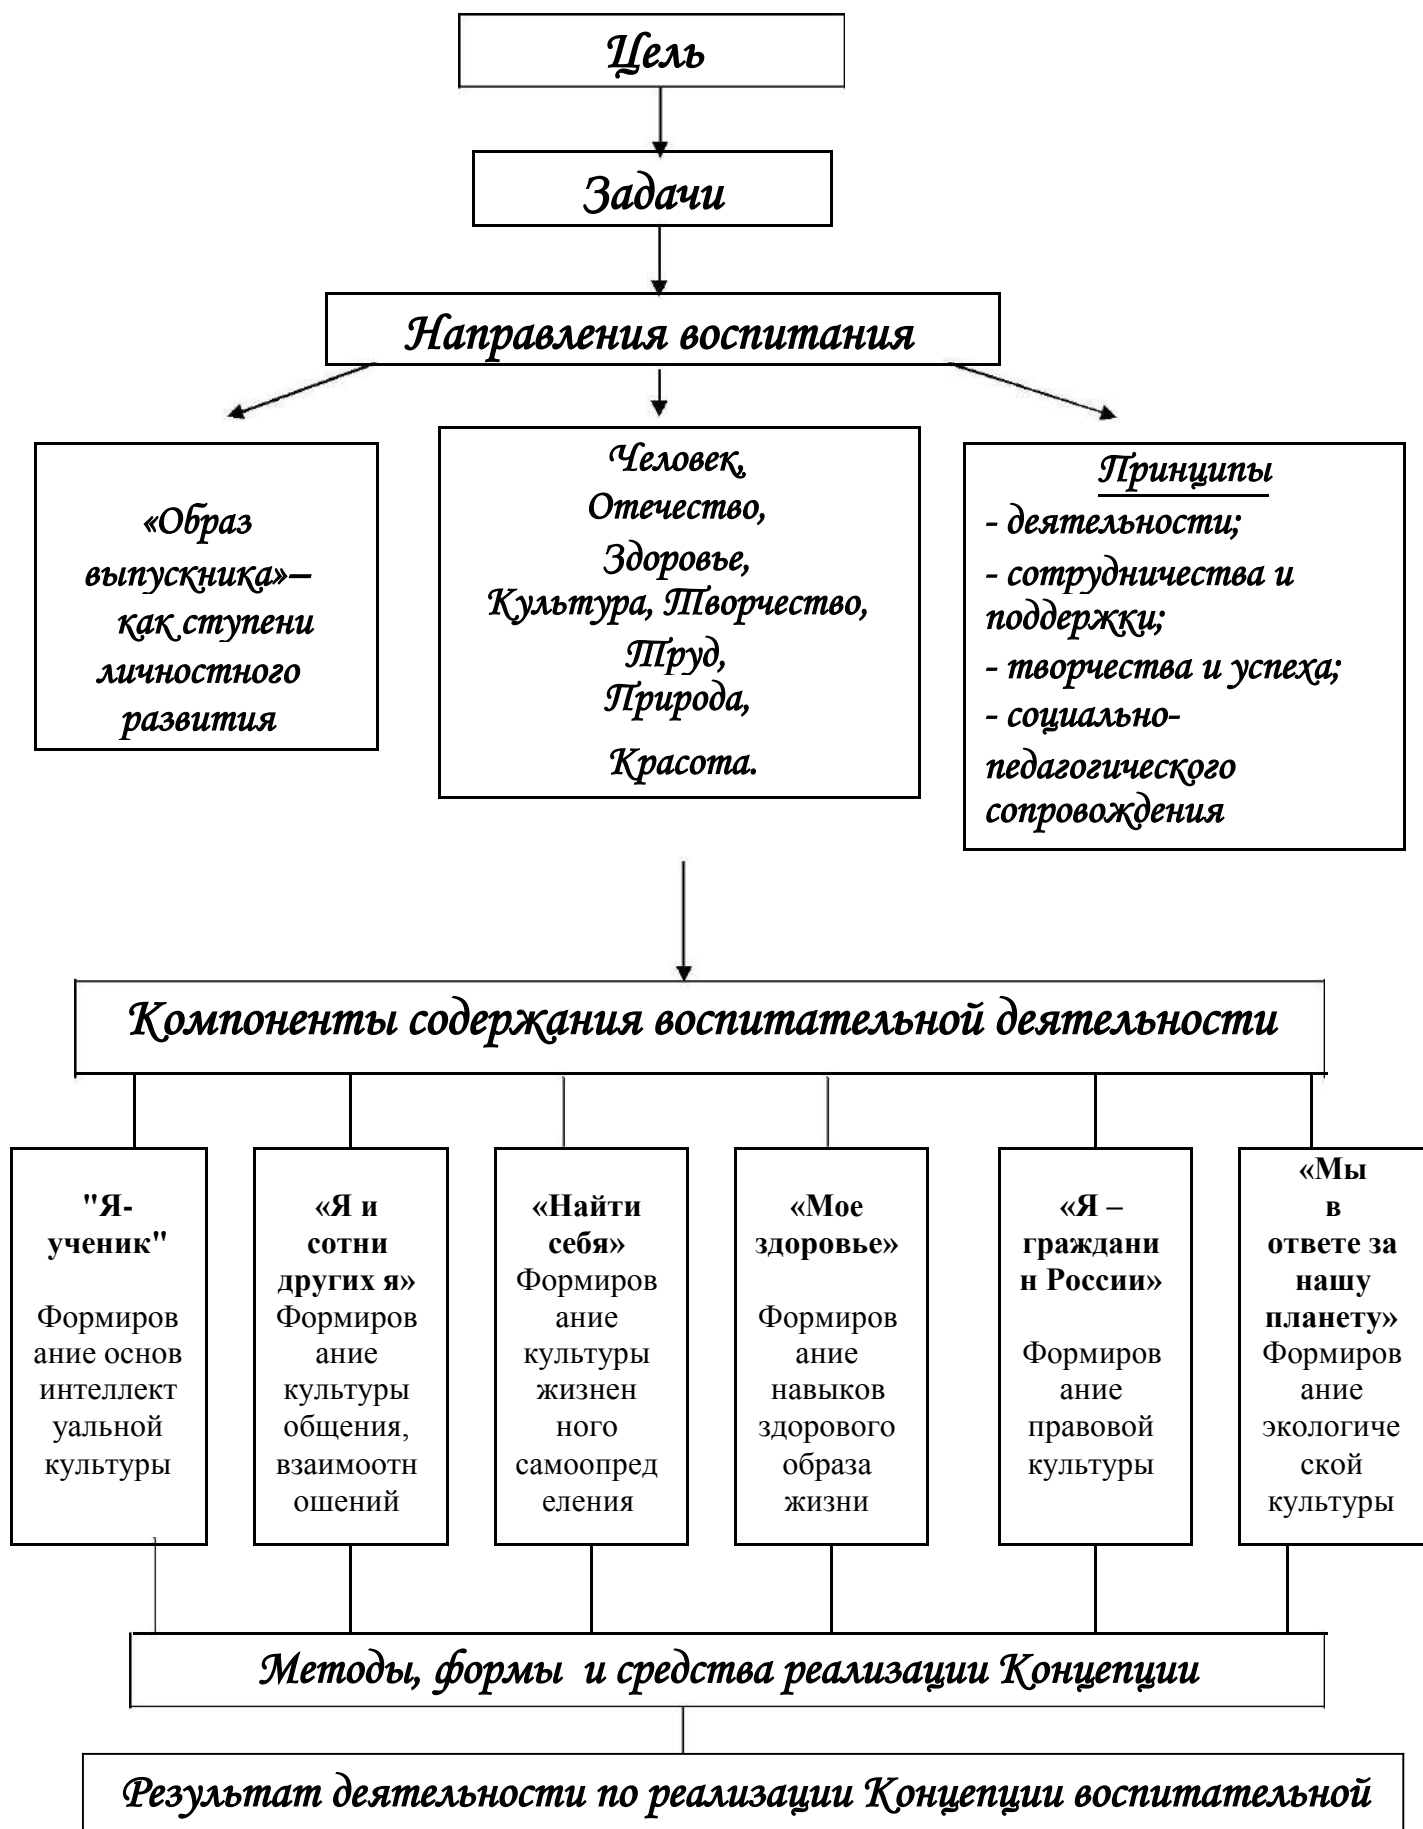 Цель
Задачи
Направления воспитания
«Образ
выпускника»–
как ступени
личностного
развития
Человек,
Отечество,
Здоровье,
Культура, Творчество,
Труд,
Природа,
Красота.
Принципы
- деятельности;
- сотрудничества и
поддержки;
- творчества и успеха;
- социально-
педагогического
сопровождения
Компоненты содержания воспитательной деятельности
"Я-
ученик"
Формиров
ание основ
интеллект
уальной
культуры
«Я и
сотни
других я»
Формиров
ание
культуры
общения,
взаимоотн
ошений
«Найти
себя»
Формиров
ание
культуры
жизнен
ного
самоопред
еления
«Мое
здоровье»
Формиров
ание
навыков
здорового
образа
жизни
«Я –
граждани
н России»
Формиров
ание
правовой
культуры
«Мы
в
ответе за
нашу
планету»
Формиров
ание
экологиче
ской
культуры
Методы, формы и средства реализации Концепции
Результат деятельности по реализации Концепции воспитательной